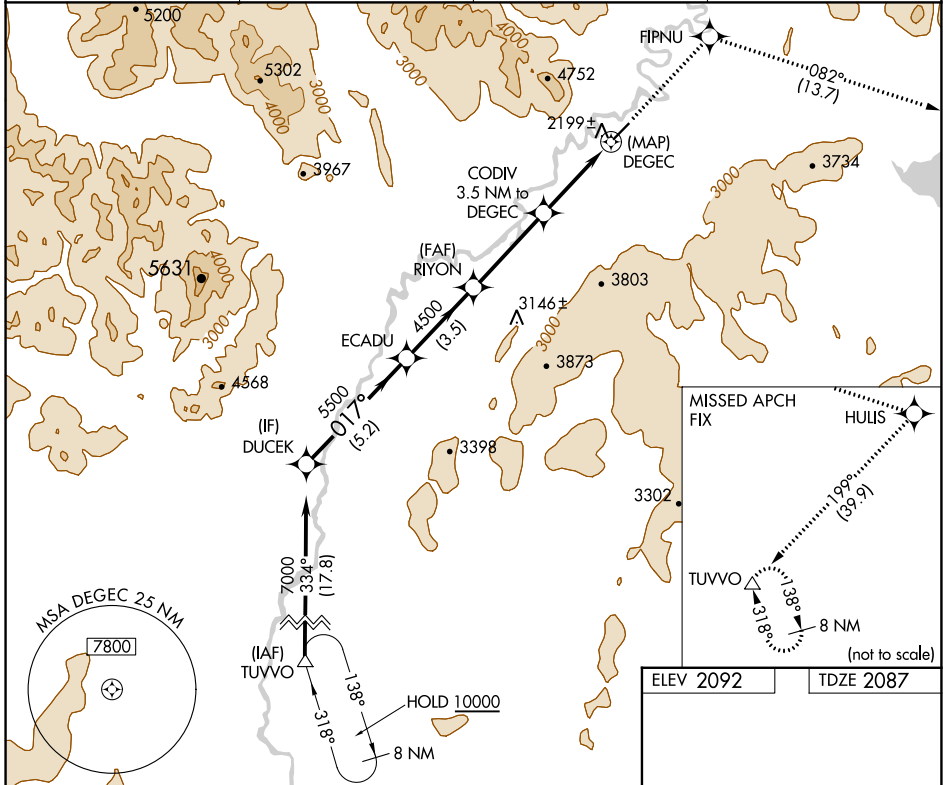 5200
5302
4000
3000
4000
3000
4752
FIPNU
082°
(13.7)
2199±
(MAP)
DEGEC
3967
CODIV
3.5 NM to
DEGEC
3000
3734
(FAF)
RIYON
4000
5631
3000
4500
(3.5)
3146±
3803
3000
ECADU
3873
4568
5500
017°
(5.2)
(IF)
DUCEK
3398
3302
MISSED APCH
FIX
HULIS
199°
(39.9)
TUVVO
138°
318°
8 NM
(not to scale)
7000
334°
(17.8)
MSA DEGEC 25 NM
7800
(IAF)
TUVVO
138°
318°
HOLD 10000
8 NM
ELEV 2092
TDZE 2087